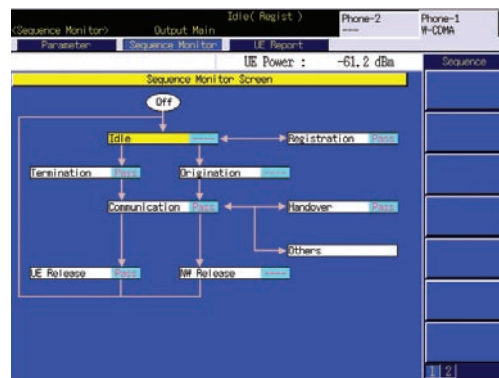 Idle( Regist )
Phone-2
Phone-1
<Sequence Monitor>
Output Main
----
W-CDMA
Parameter
Sequence Monitor
UE Report
UE Power :
-61.2 dBm
Sequence
Sequence Monitor Screen
Off
Idle
----
Registration
Pass
Termination
Pass
Origination
----
Communication
Pass
Handover
Pass
Others
UE Release
Pass
NW Release
----
1 2